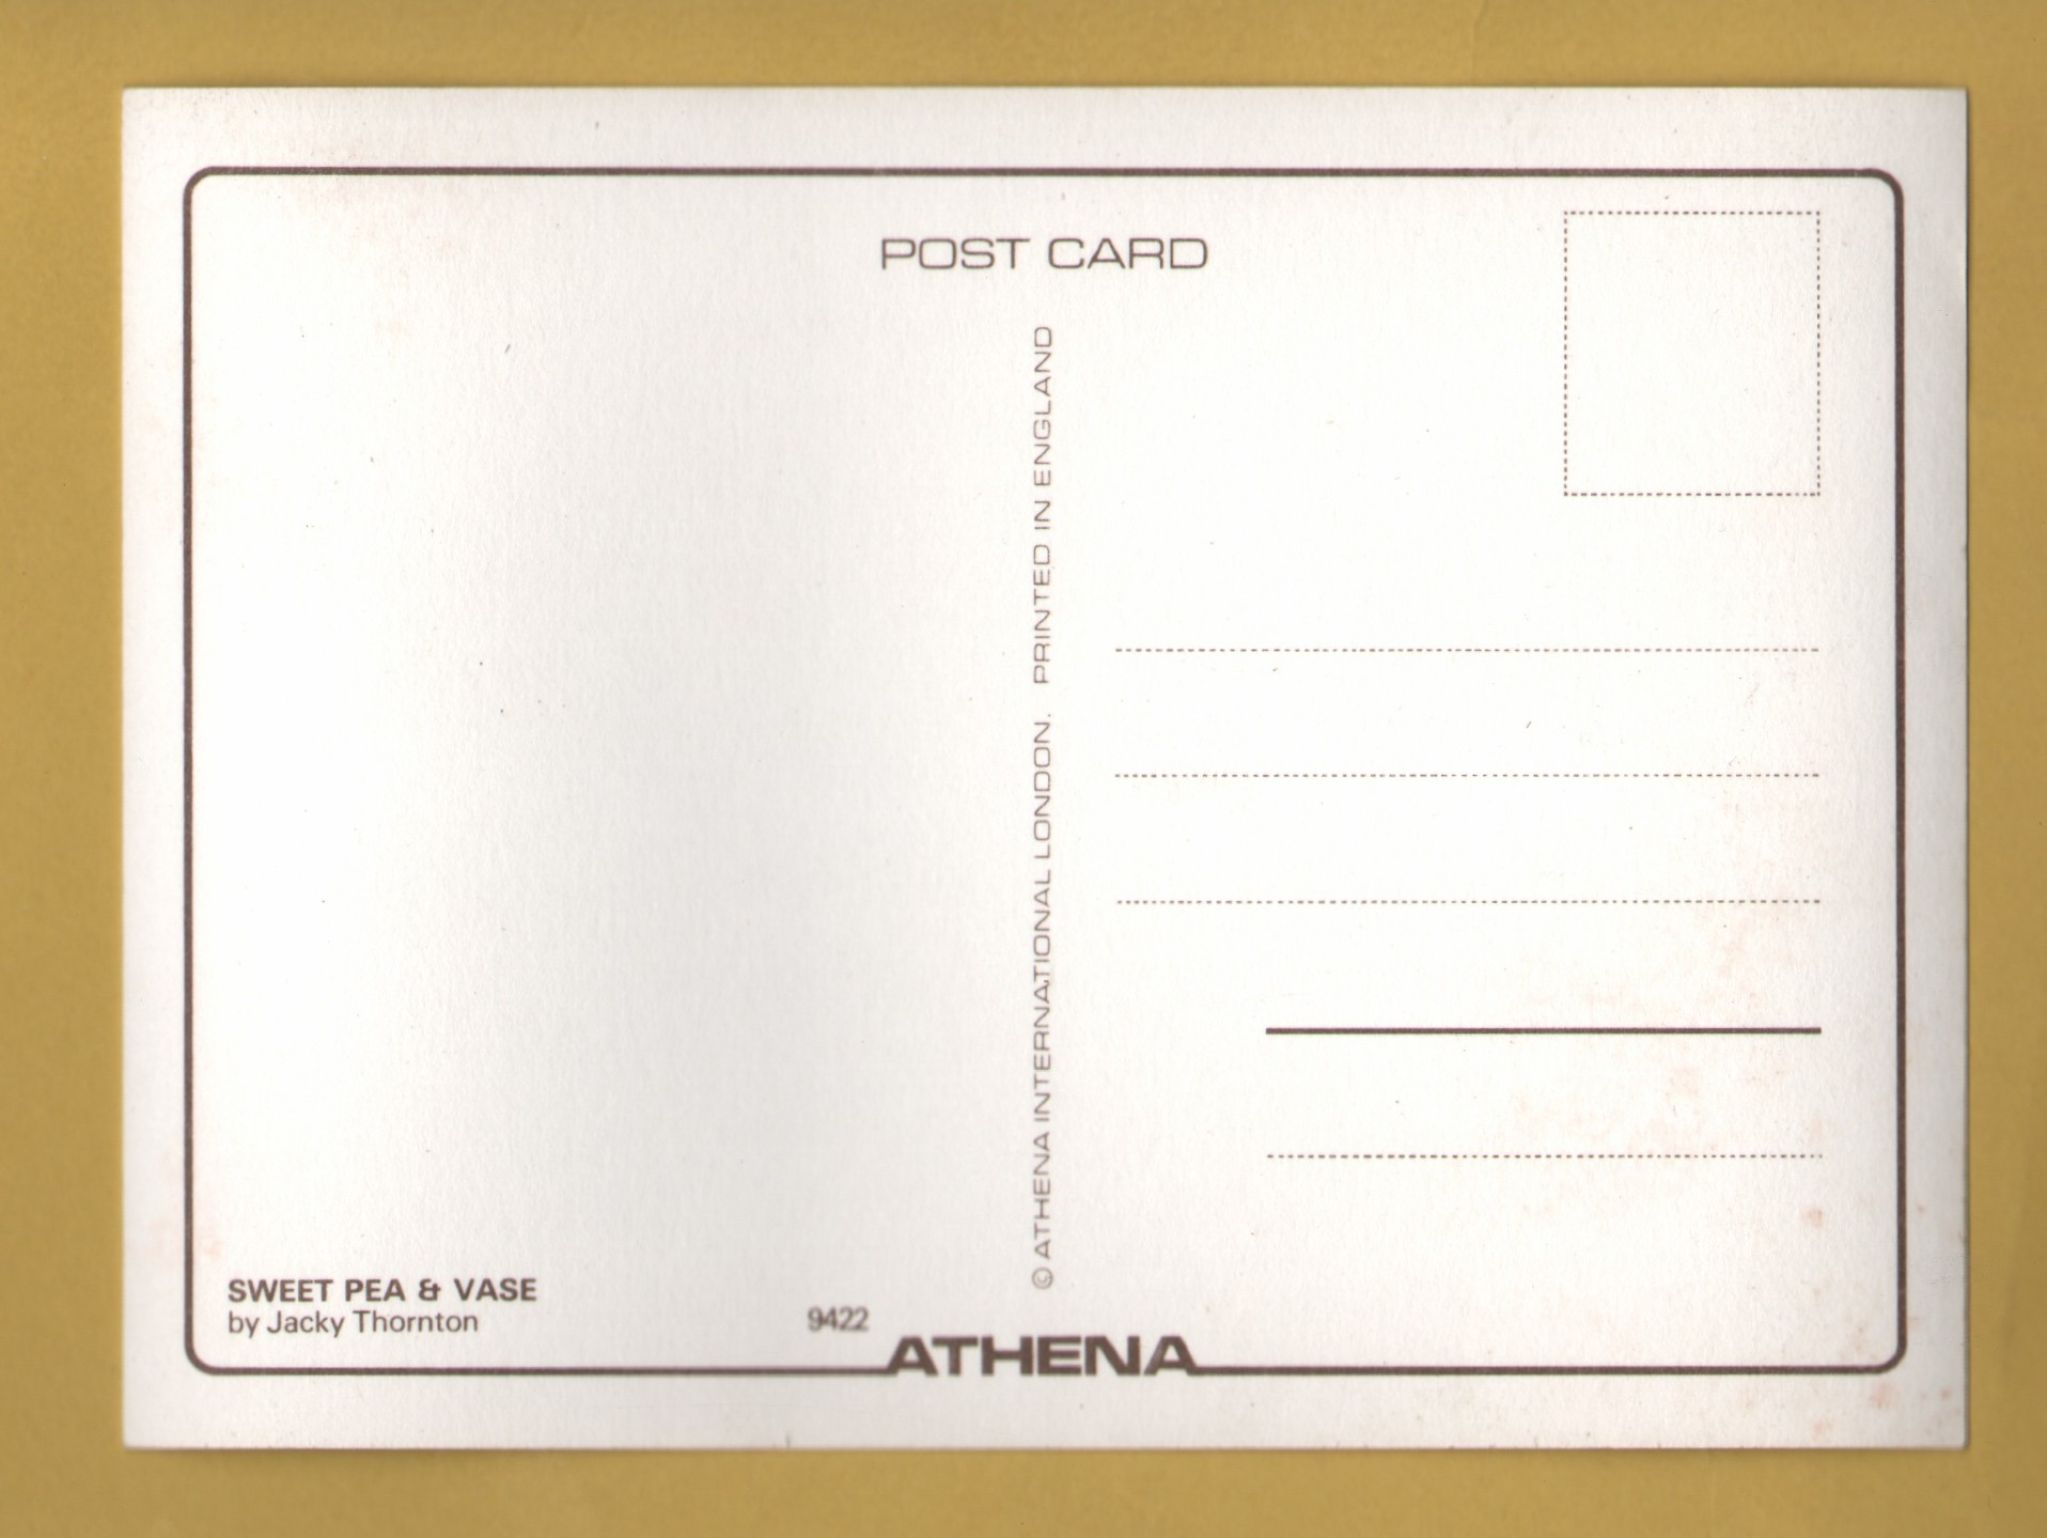 POST CARD
© ATHENA INTERNATIONAL LONDON. PRINTED IN ENGLAND
SWEET PEA & VASE
by Jacky Thornton
9422
ATHENA